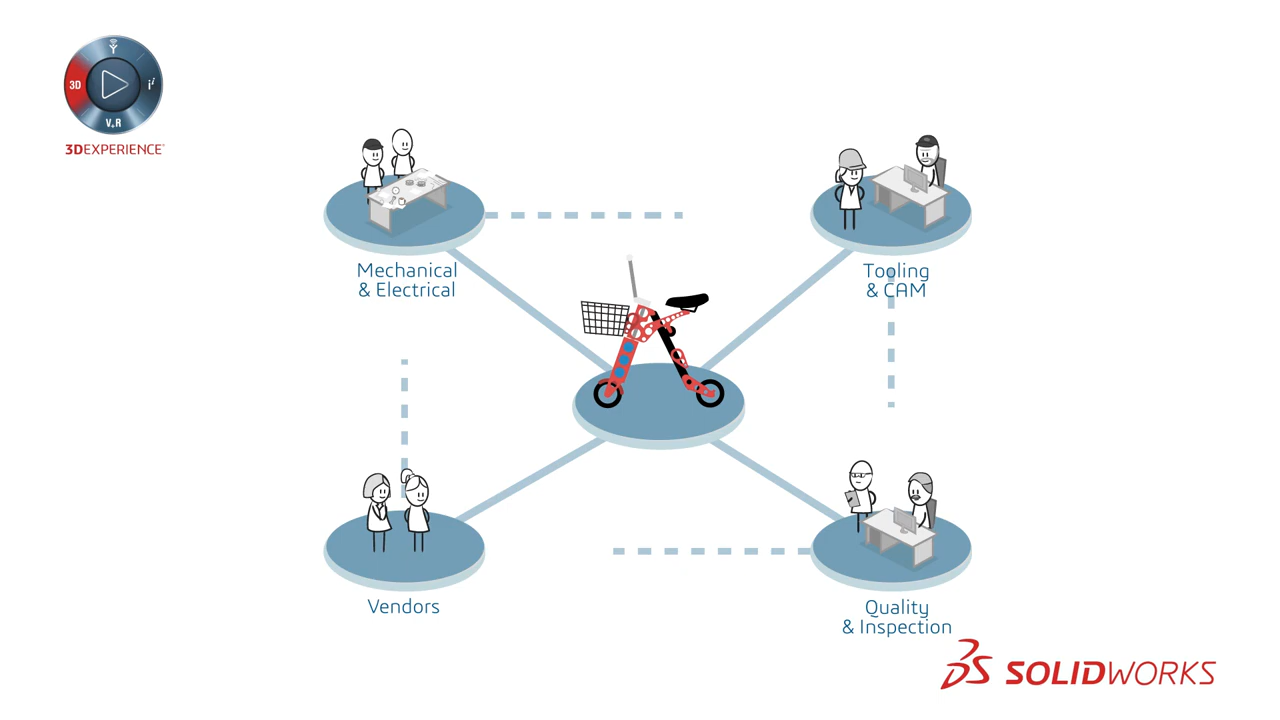 3D
i
V.R
3DEXPERIENCE
Mechanical
& Electrical
Tooling
& CAM
Vendors
Quality
& Inspection
SOLIDWORKS